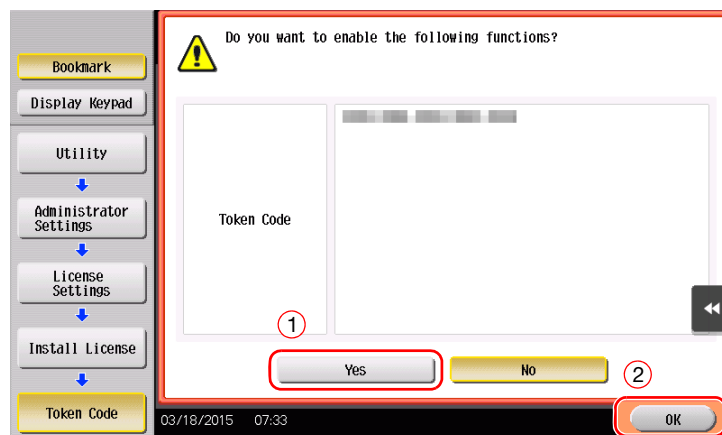 Do you want to enable the following functions?
Bookmark
Display Keypad
Utility
Administrator
Settings
License
Settings
Install License
Token Code
Token Code
1
Yes
No
2
03/18/2015 07:33
OK